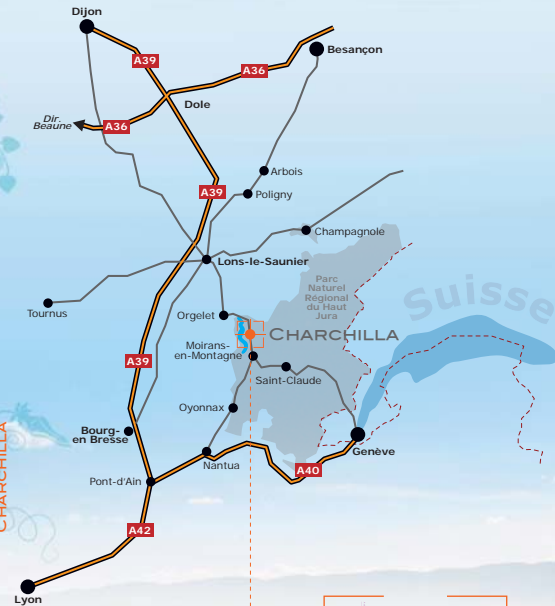 Dijon
A39
Besançon
A36
Dole
Dir.
Beaune
A36
Arbois
A39
Poligny
Champagnole
Lons-le-Saunier
Parc
Naturel
Régional
du Haut
Jura
Suisse
Tournus
Orgelet
CHARCHILLA
Moirans-
en-Montagne
A39
Saint-Claude
Oyonnax
Bourg-
en Bresse
CHARCHILLA
Genève
Nantua
A40
Pont-d'Ain
A42
Lyon